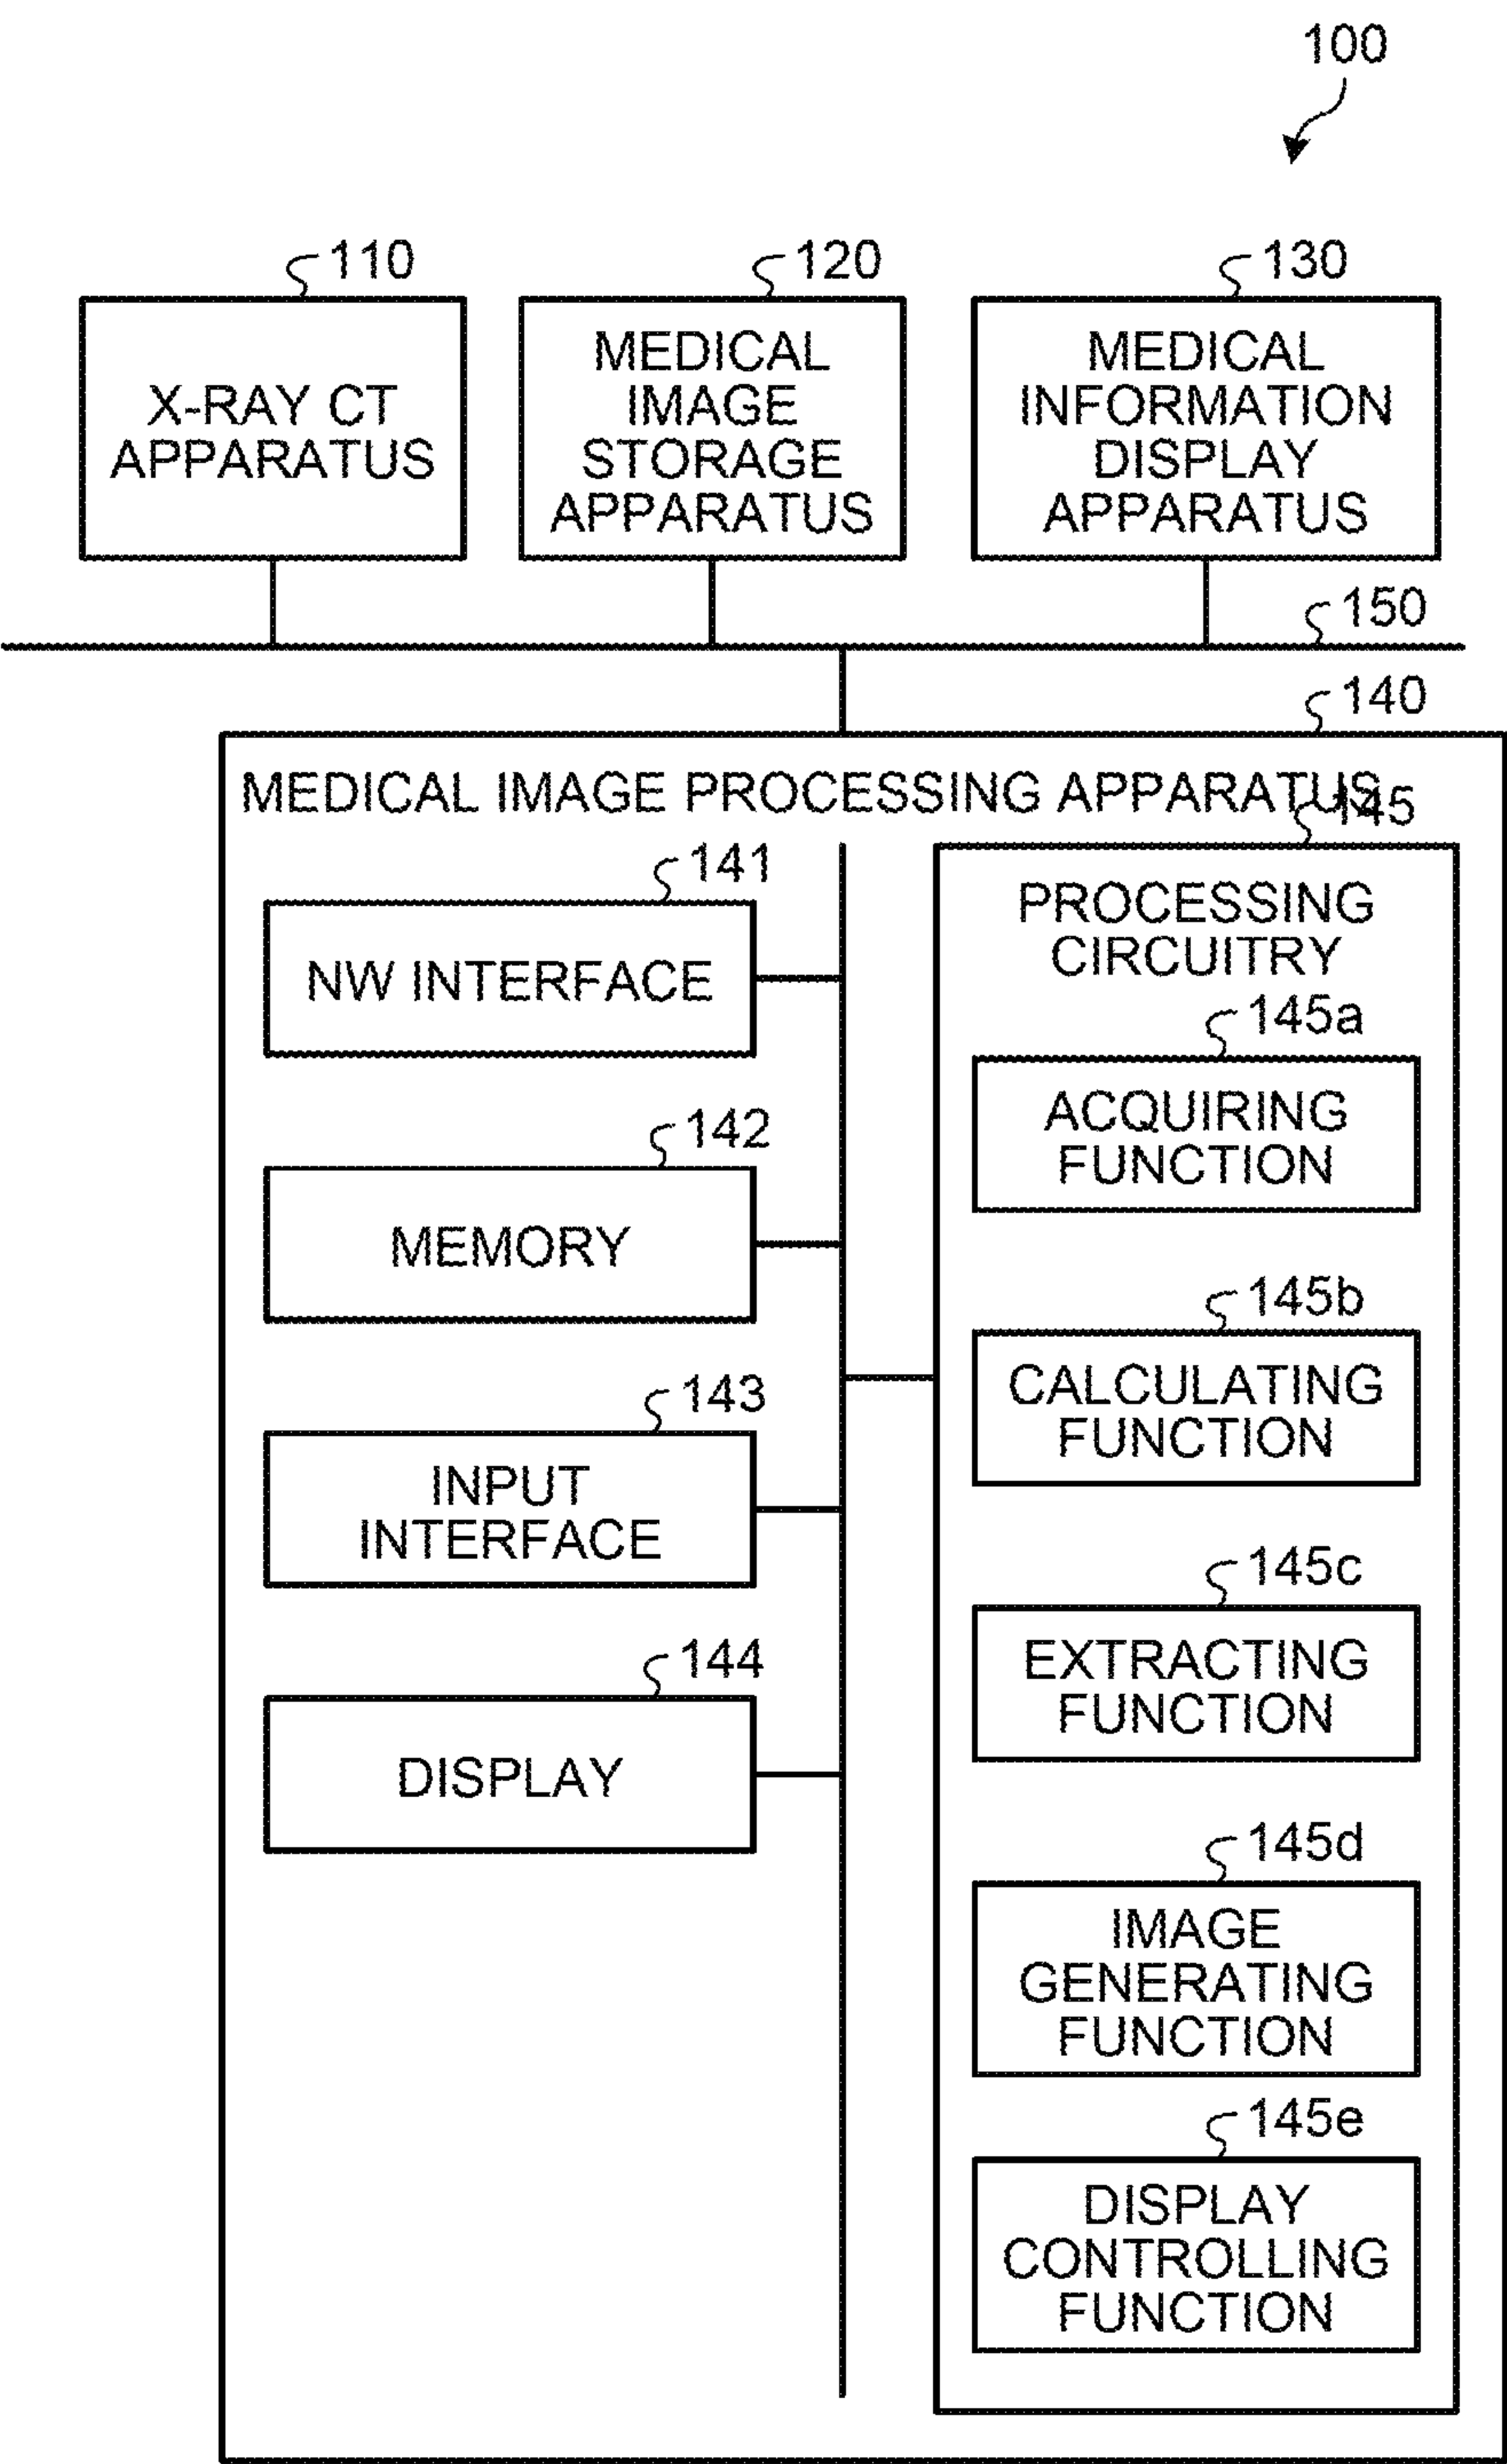 100
110
X-RAY CT
APPARATUS
120
MEDICAL
IMAGE
STORAGE
APPARATUS
130
MEDICAL
INFORMATION
DISPLAY
APPARATUS
150
140
MEDICAL IMAGE PROCESSING APPARATUS
141
NW INTERFACE
142
MEMORY
143
INPUT
INTERFACE
144
DISPLAY
145
PROCESSING
CIRCUITRY
145a
ACQUIRING
FUNCTION
145b
CALCULATING
FUNCTION
145c
EXTRACTING
FUNCTION
145d
IMAGE
GENERATING
FUNCTION
145e
DISPLAY
CONTROLLING
FUNCTION